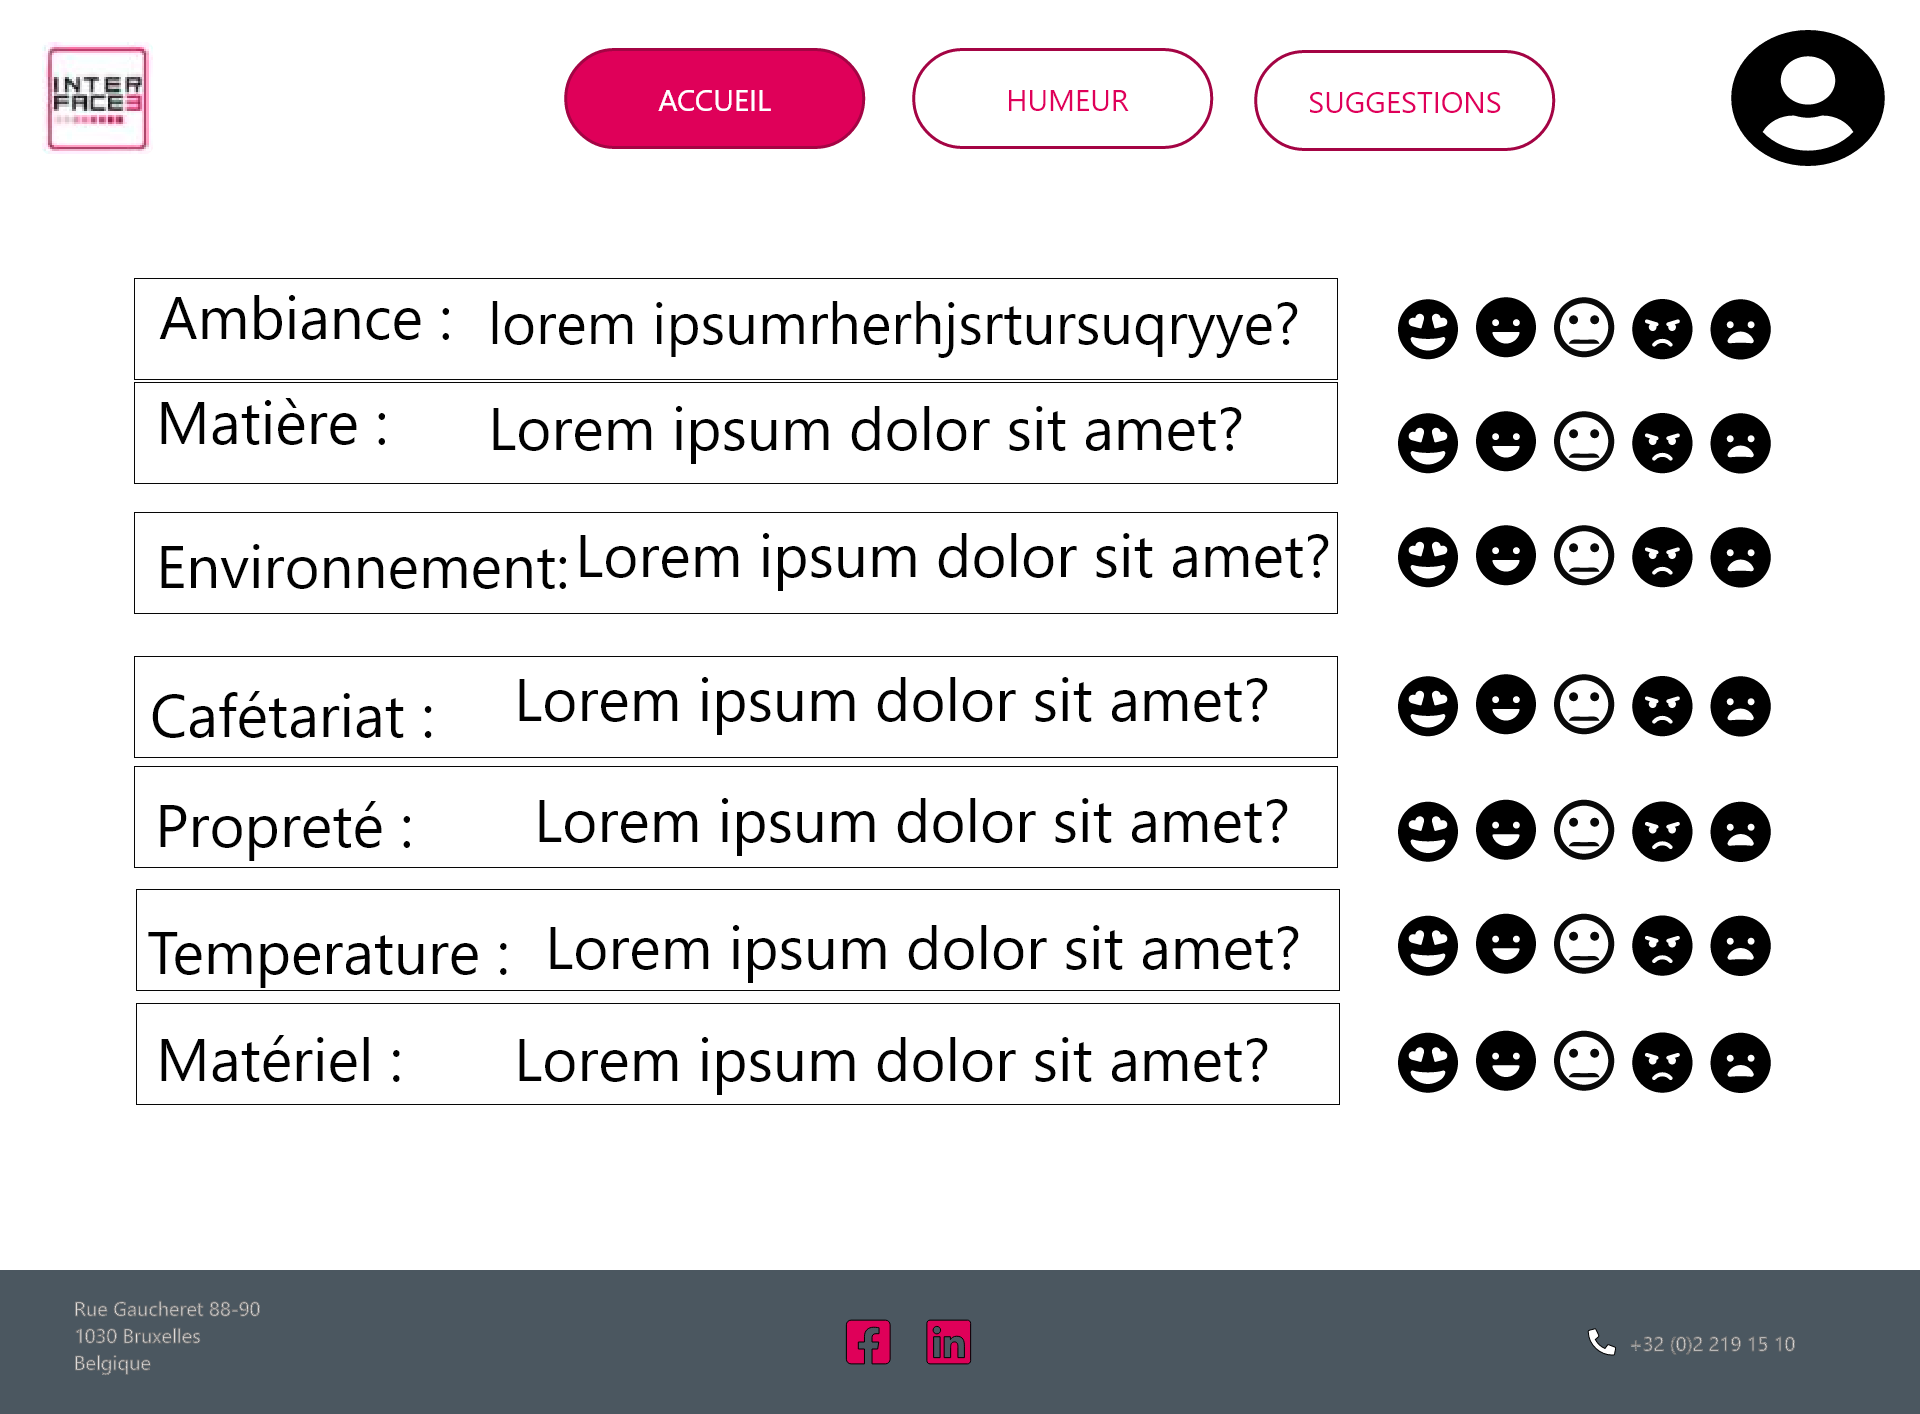 INTER
FACE3
ACCUEIL
HUMEUR
SUGGESTIONS
Ambiance : lorem ipsumrherhjsrtursuqryye?
Matière : Lorem ipsum dolor sit amet?
Environnement: Lorem ipsum dolor sit amet?
Cafétariat : Lorem ipsum dolor sit amet?
Propreté : Lorem ipsum dolor sit amet?
Temperature : Lorem ipsum dolor sit amet?
Matériel : Lorem ipsum dolor sit amet?
Rue Gaucheret 88-90
1030 Bruxelles
Belgique
in
+32 (0)2 219 15 10